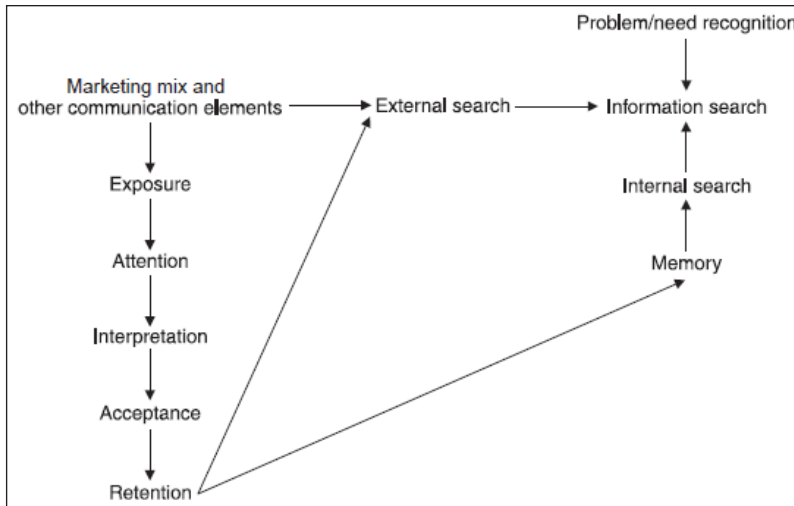 Problem/need recognition
Marketing mix and
other communication elements
External search
Information search
Exposure
Internal search
Attention
Memory
Interpretation
Acceptance
Retention